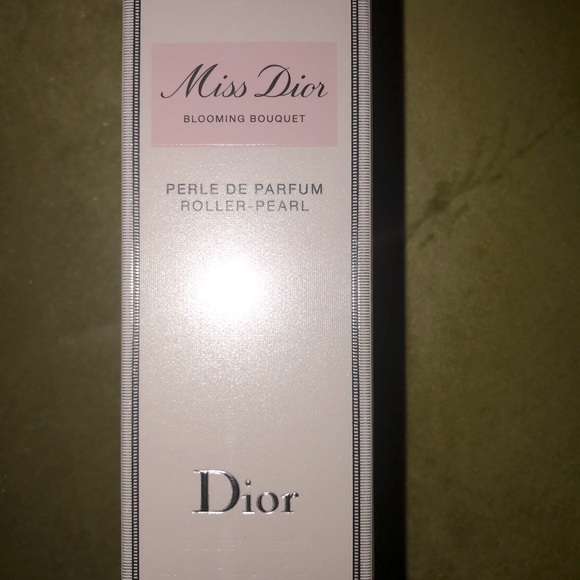 Miss Dior
BLOOMING BOUQUET
PERLE DE PARFUM
ROLLER-PEARL
Dior